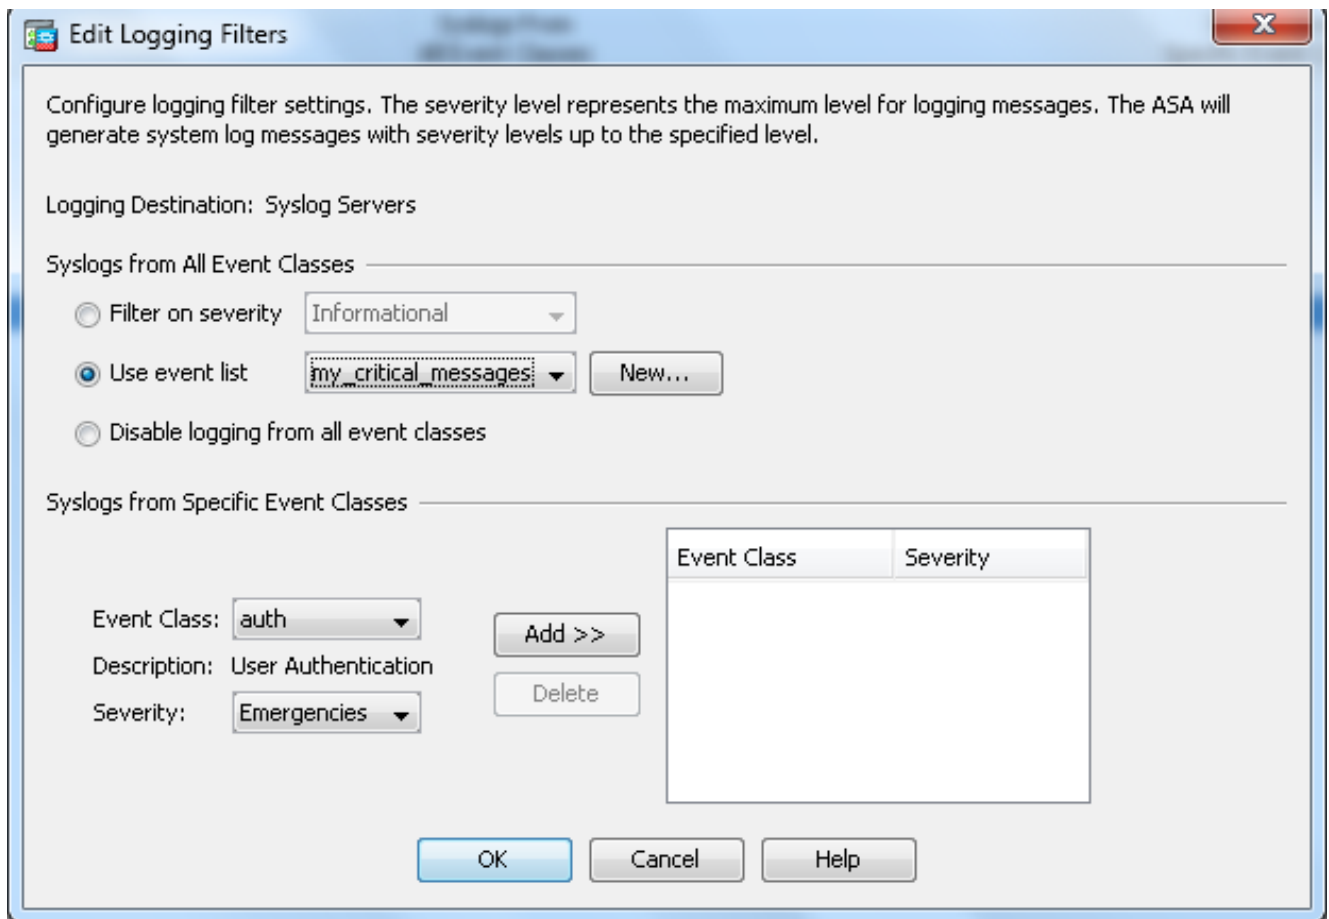 Edit Logging Filters
Configure logging filter settings. The severity level represents the maximum level for logging messages. The ASA will
generate system log messages with severity levels up to the specified level.
Logging Destination: Syslog Servers
Syslogs from All Event Classes
Filter on severity Informational
Use event list my_critical_messages New...
Disable logging from all event classes
Syslogs from Specific Event Classes
Event Class Severity
Event Class: auth Add >>
Description: User Authentication
Delete
Severity: Emergencies
OK Cancel Help